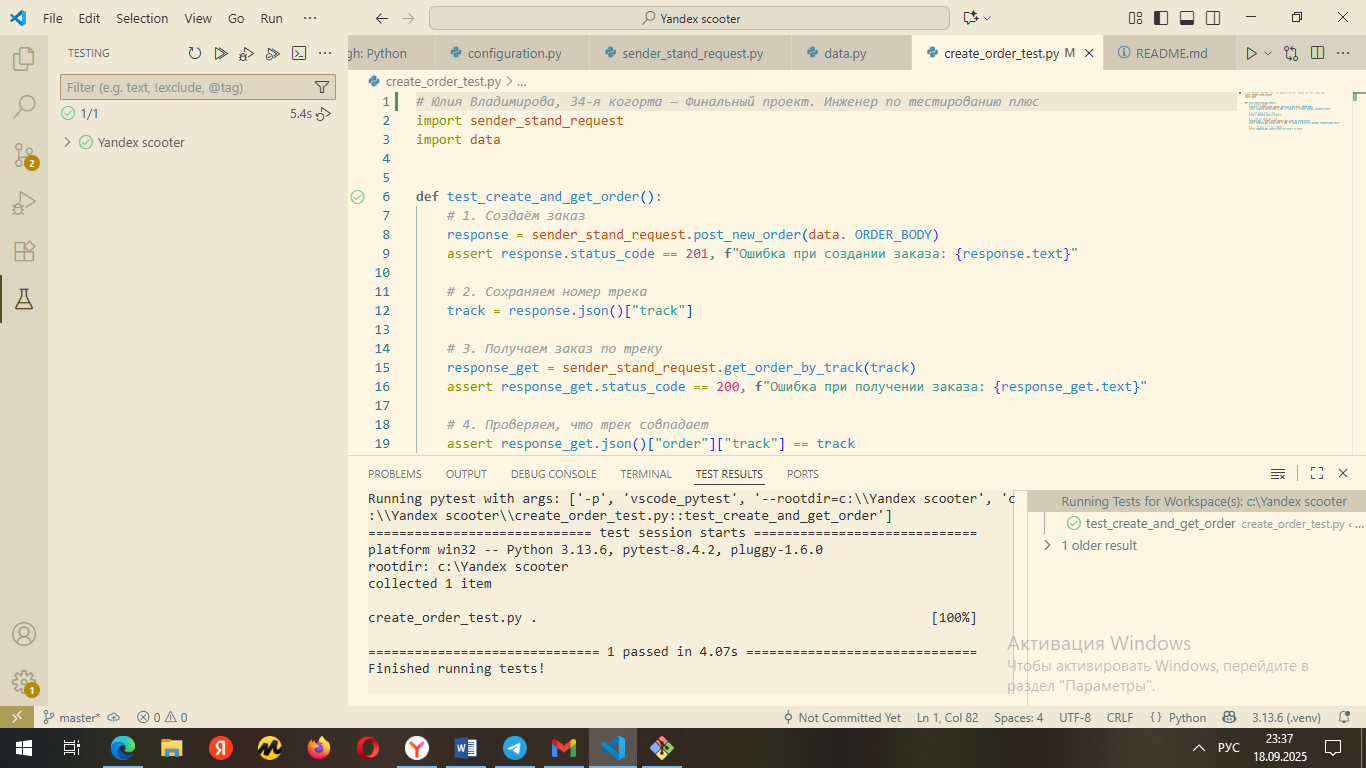 File Edit Selection View Go Run ···
Yandex scooter
TESTING
Filter (e.g. text, !exclude, @tag)
1/1 5.4s
Yandex scooter
2
1
gh: Python configuration.py sender_stand_request.py data.py create_order_test.py M README.md
create_order_test.py > ...
1 # Юлия Владимирова, 34-я когорта — Финальный проект. Инженер по тестированию плюс
2 import sender_stand_request
3 import data
4
5
6 def test_create_and_get_order():
7 # 1. Создаём заказ
8 response = sender_stand_request.post_new_order(data. ORDER_BODY)
9 assert response.status_code == 201, f"Ошибка при создании заказа: {response.text}"
10
11 # 2. Сохраняем номер трека
12 track = response.json()["track"]
13
14 # 3. Получаем заказ по треку
15 response_get = sender_stand_request.get_order_by_track(track)
16 assert response_get.status_code == 200, f"Ошибка при получении заказа: {response_get.text}"
17
18 # 4. Проверяем, что трек совпадает
19 assert response_get.json()["order"]["track"] == track
PROBLEMS OUTPUT DEBUG CONSOLE TERMINAL TEST RESULTS PORTS
Running pytest with args: ['-p', 'vscode_pytest', '--rootdir=c:\\Yandex scooter', 'c
:\\Yandex scooter\\create_order_test.py::test_create_and_get_order']
============================= test session starts =============================
platform win32 -- Python 3.13.6, pytest-8.4.2, pluggy-1.6.0
rootdir: c:\Yandex scooter
collected 1 item
create_order_test.py . [100%]
============================== 1 passed in 4.07s ==============================
Finished running tests!
Running Tests for Workspace(s): c:\Yandex scooter
test_create_and_get_order create_order_test.py ‹ ...
1 older result
Активация Windows
Чтобы активировать Windows, перейдите в
раздел "Параметры".
master* 0 0 Not Committed Yet Ln 1, Col 82 Spaces: 4 UTF-8 CRLF {} Python 3.13.6 (.venv)
РУС 23:37
18.09.2025